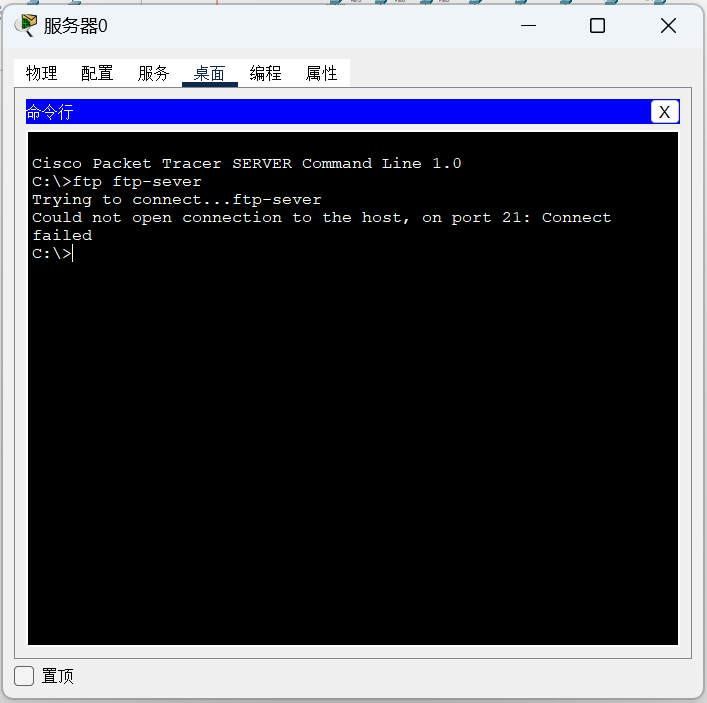 服务器0
物理 配置 服务 桌面 编程 属性
命令行
X
Cisco Packet Tracer SERVER Command Line 1.0
C:\>ftp ftp-sever
Trying to connect...ftp-sever
Could not open connection to the host, on port 21: Connect
failed
C:\>
置顶